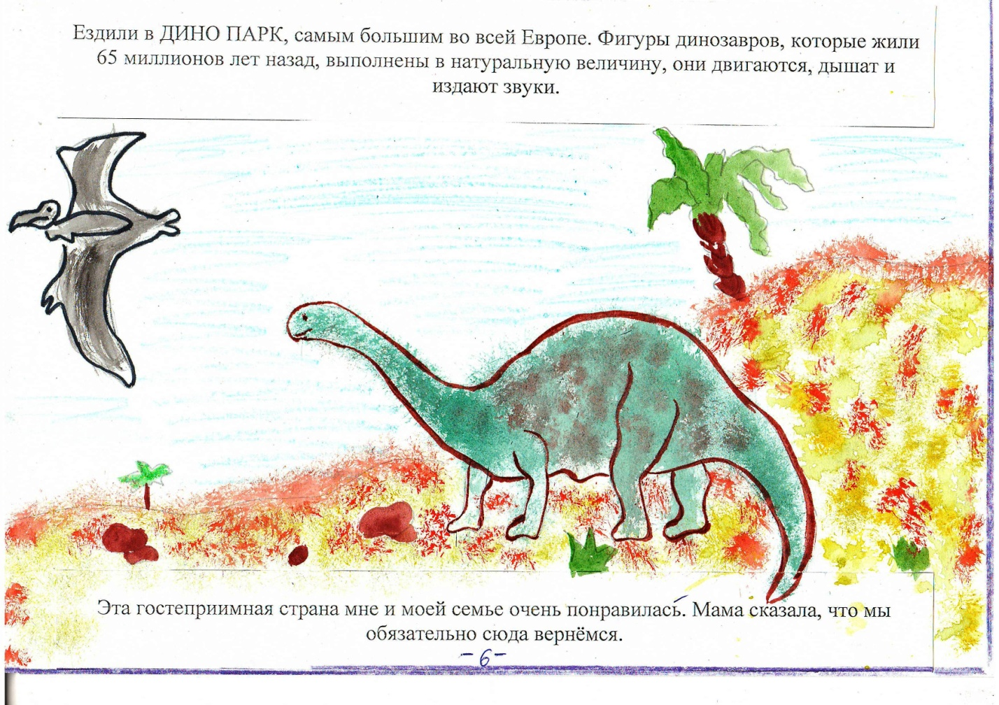 Ездили в ДИНО ПАРК, самым большим во всей Европе. Фигуры динозавров, которые жили
65 миллионов лет назад, выполнены в натуральную величину, они двигаются, дышат и
издают звуки.
Эта гостеприимная страна мне и моей семье очень понравилась. Мама сказала, что мы
обязательно сюда вернёмся.
-6-